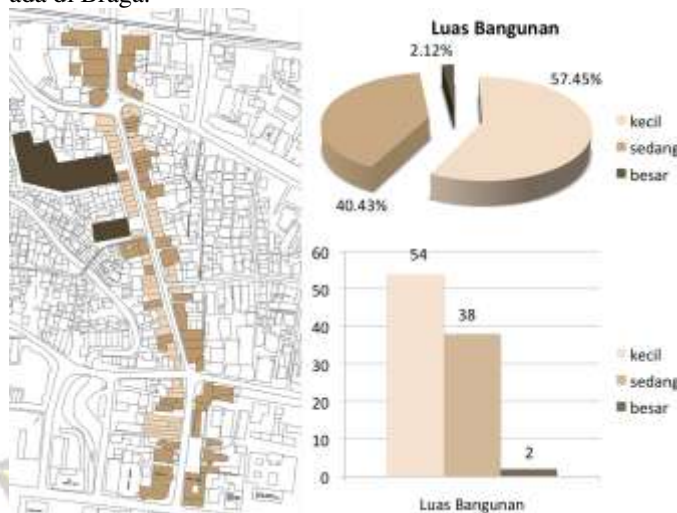 ada di Braga.
Luas Bangunan
2.12%
57.45%
40.43%
kecil
sedang
besar
60
50
40
30
20
10
0
54
38
2
kecil
sedang
besar
Luas Bangunan